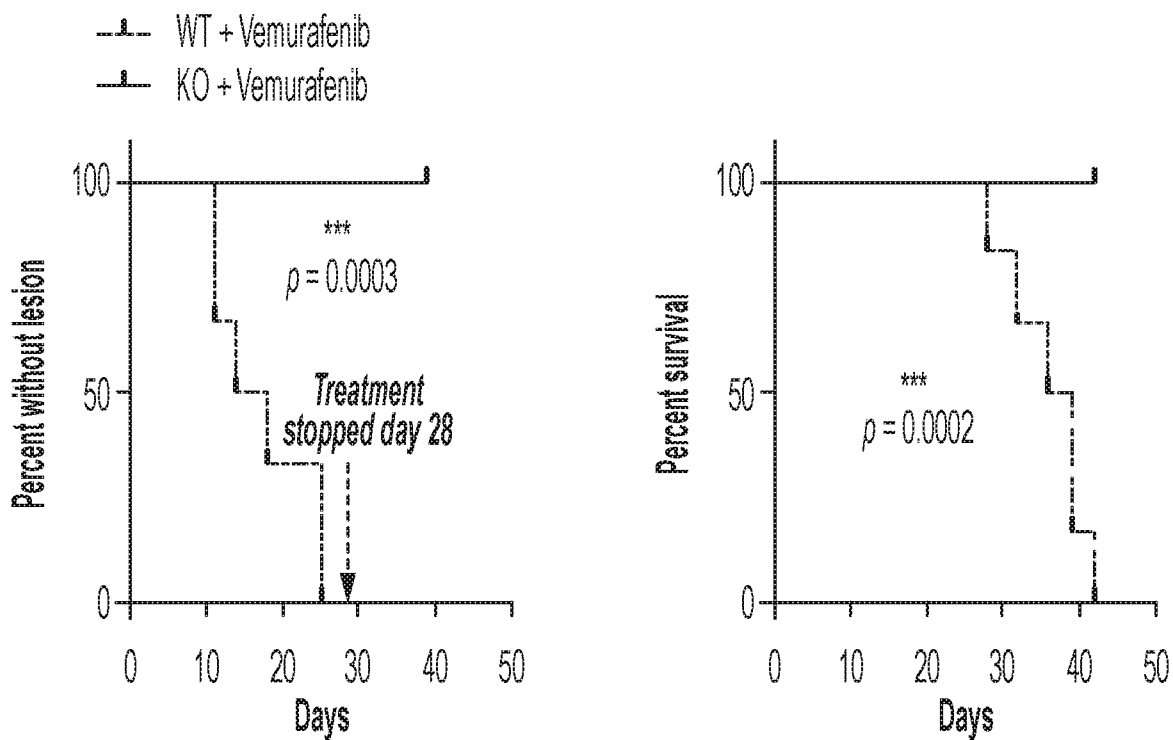 WT + Vemurafenib
KO + Vemurafenib
Percent without lesion
100
50
0
***
p = 0.0003
Treatment
stopped day 28
0 10 20 30 40 50
Days
Percent survival
100
50
0
***
p = 0.0002
0 10 20 30 40 50
Days